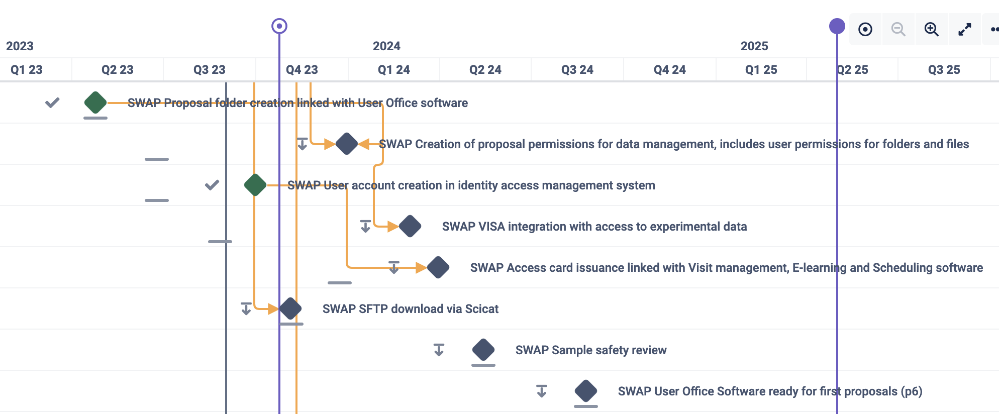 2023 2024 2025
Q1 23 Q2 23 Q3 23 Q4 23 Q1 24 Q2 24 Q3 24 Q4 24 Q1 25 Q2 25 Q3 25
SWAP Proposal folder creation linked with User Office software
SWAP Creation of proposal permissions for data management, includes user permissions for folders and files
SWAP User account creation in identity access management system
SWAP VISA integration with access to experimental data
SWAP Access card issuance linked with Visit management, E-learning and Scheduling software
SWAP SFTP download via Scicat
SWAP Sample safety review
SWAP User Office Software ready for first proposals (p6)